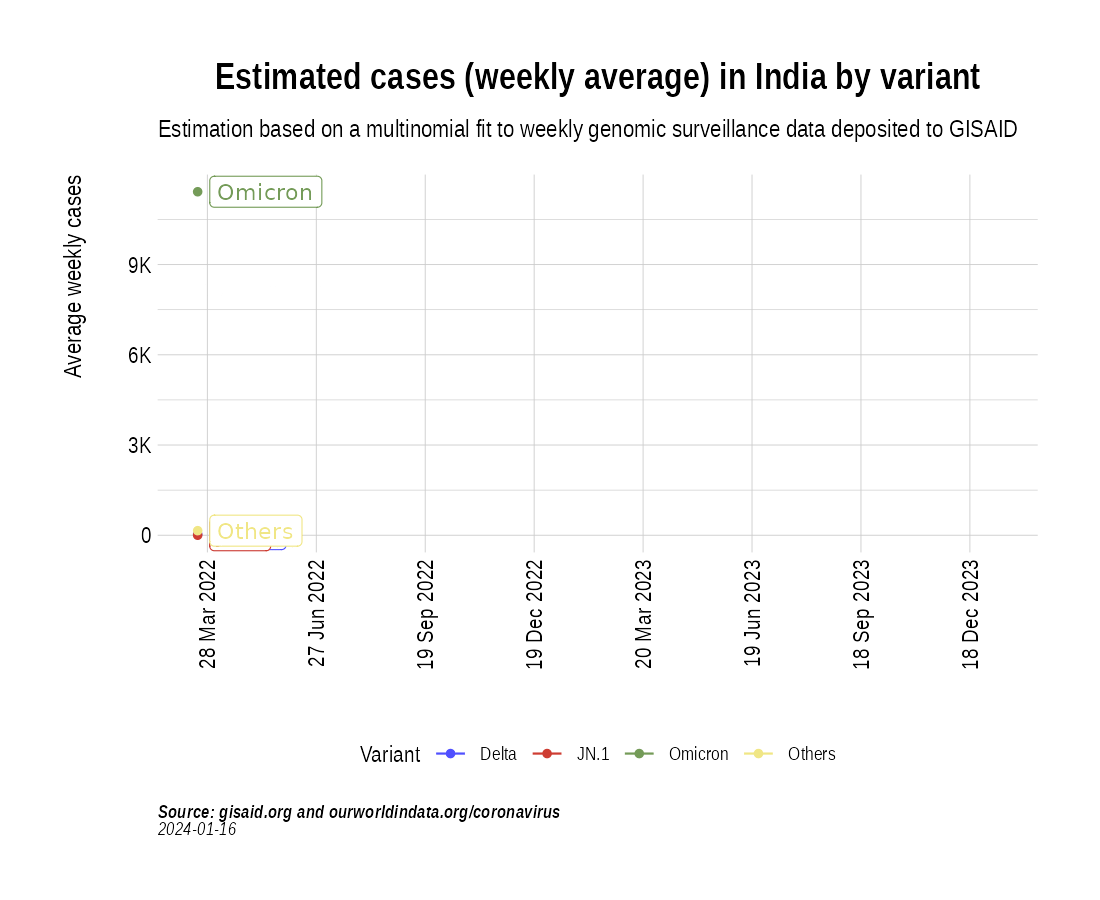 Estimated cases (weekly average) in India by variant
Estimation based on a multinomial fit to weekly genomic surveillance data deposited to GISAID
Average weekly cases
Omicron
9K
6K
3K
0
Others
28 Mar 2022
27 Jun 2022
19 Sep 2022
19 Dec 2022
20 Mar 2023
19 Jun 2023
18 Sep 2023
18 Dec 2023
Variant Delta JN.1 Omicron Others
Source: gisaid.org and ourworldindata.org/coronavirus
2024-01-16